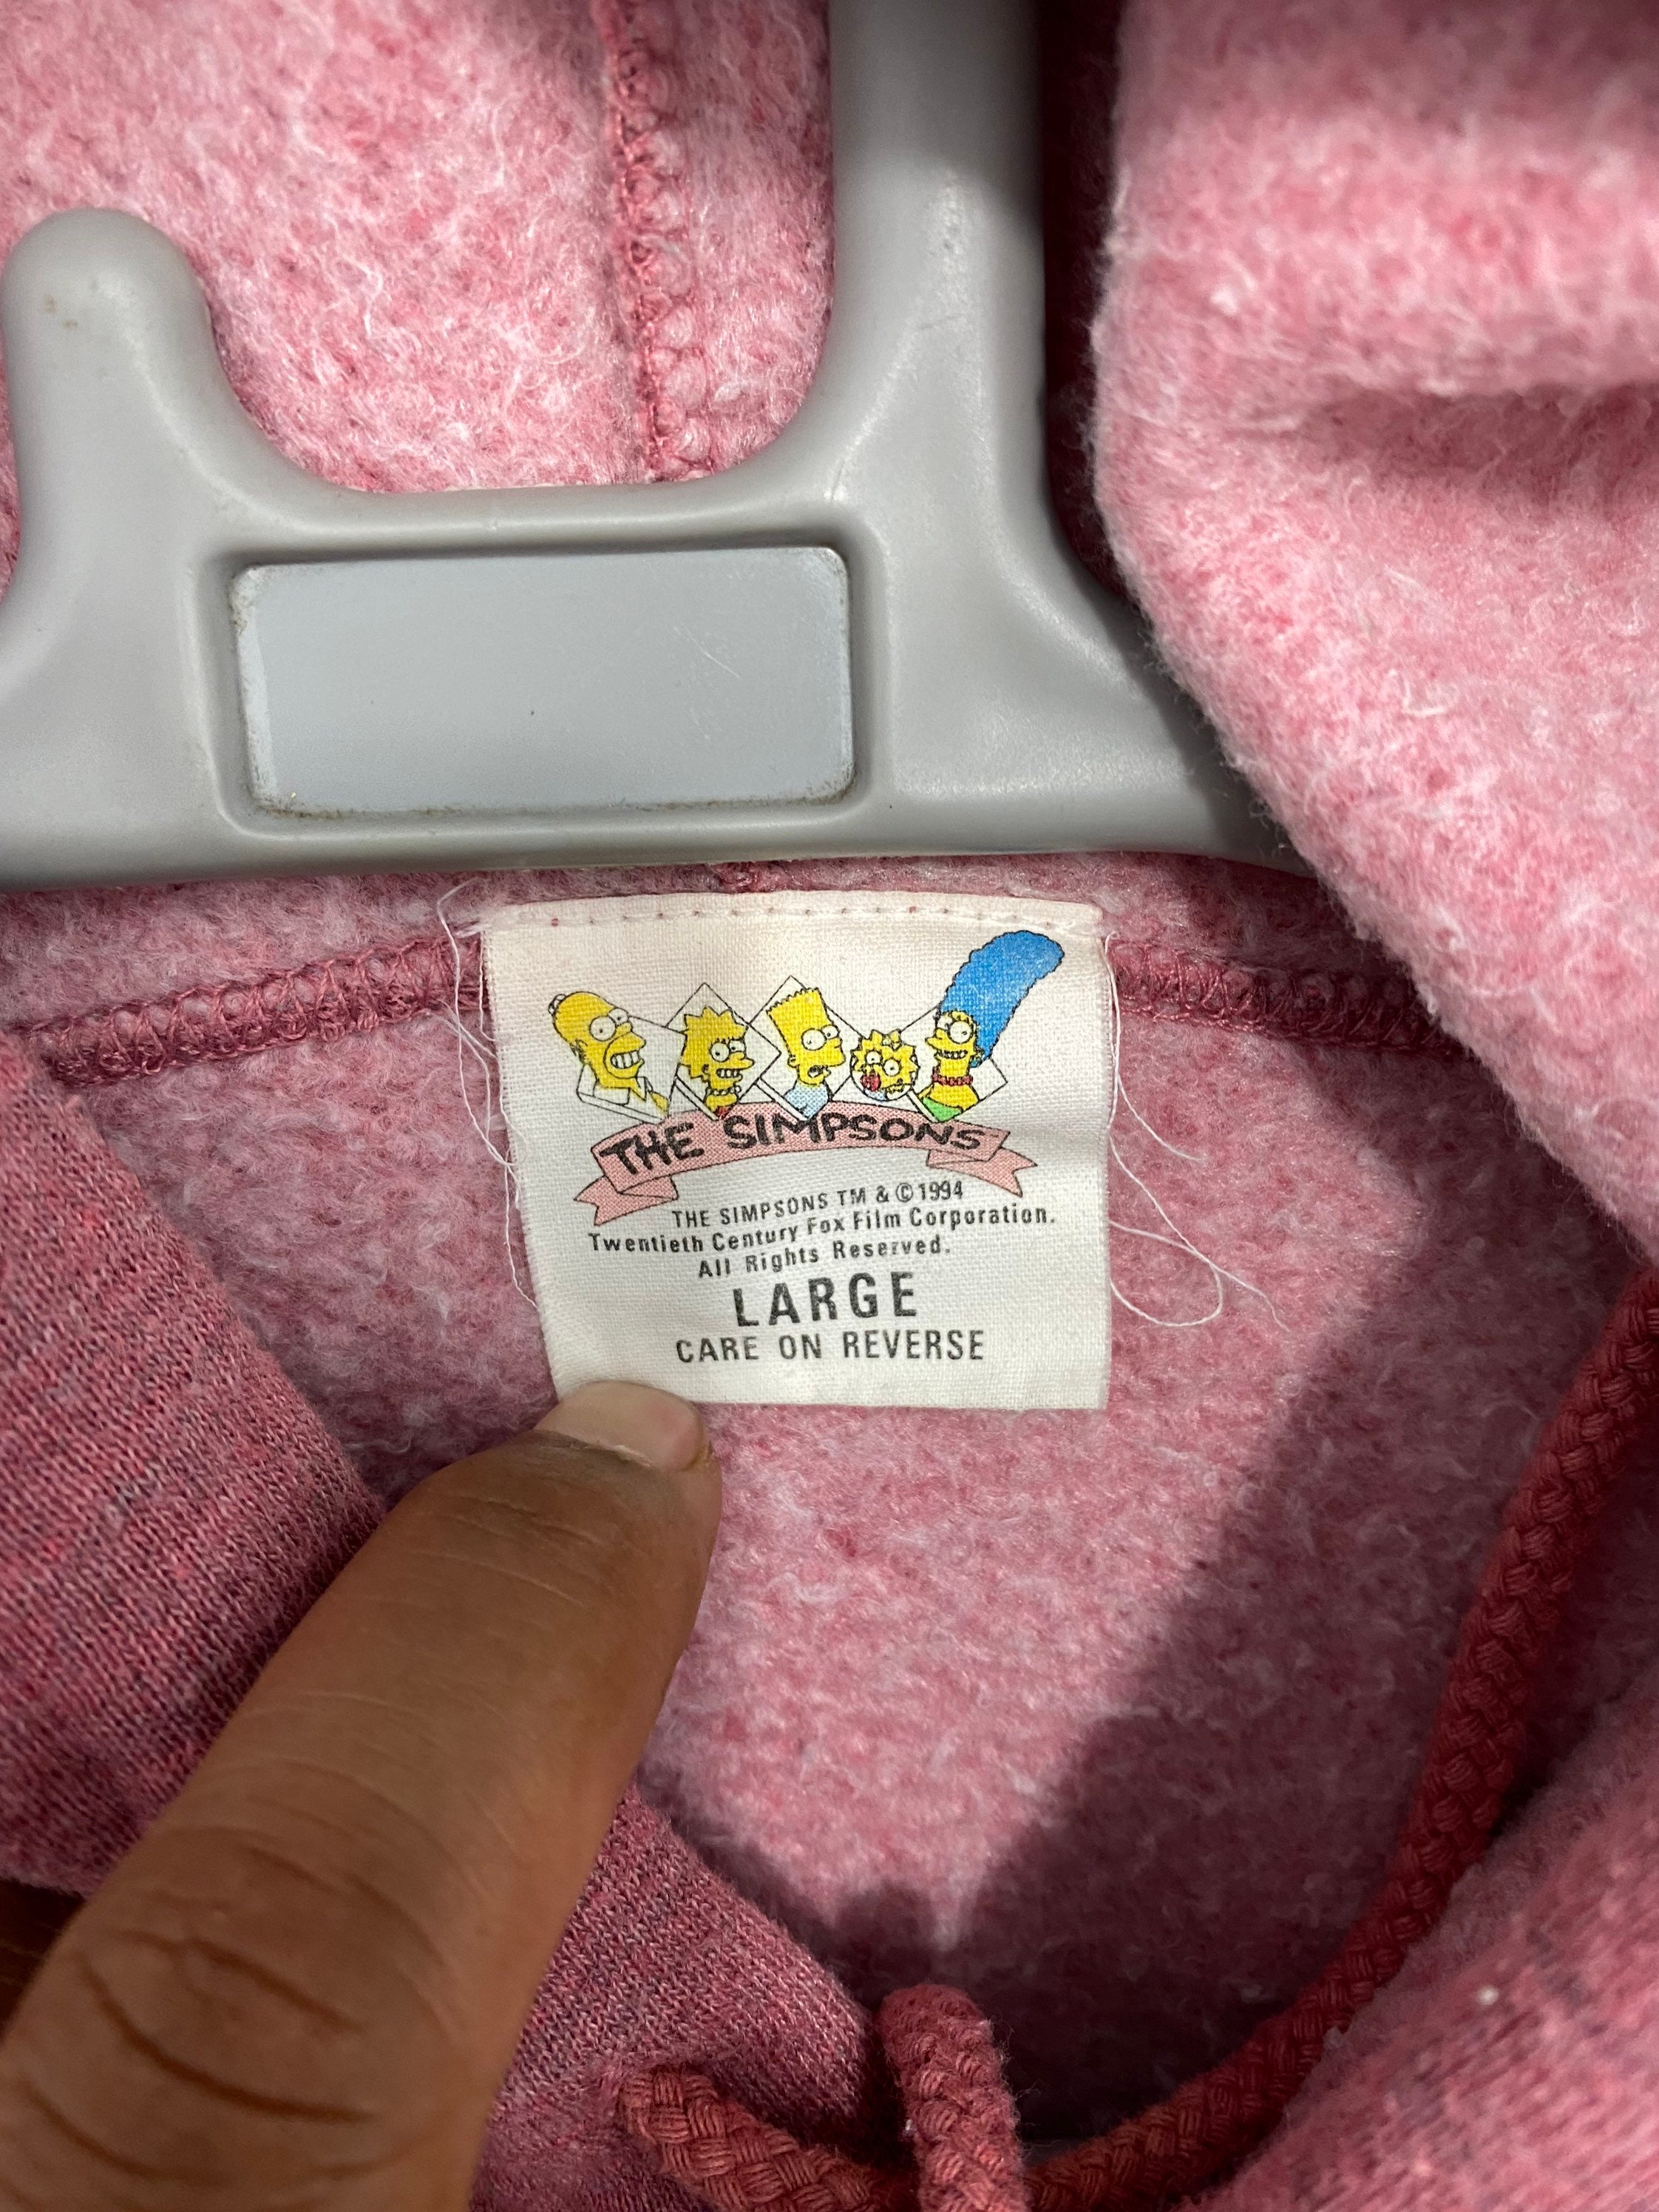 THE SIMPSONS
THE SIMPSONS TM & © 1994
Twentieth Century Fox Film Corporation.
All Rights Reserved.
LARGE
CARE ON REVERSE